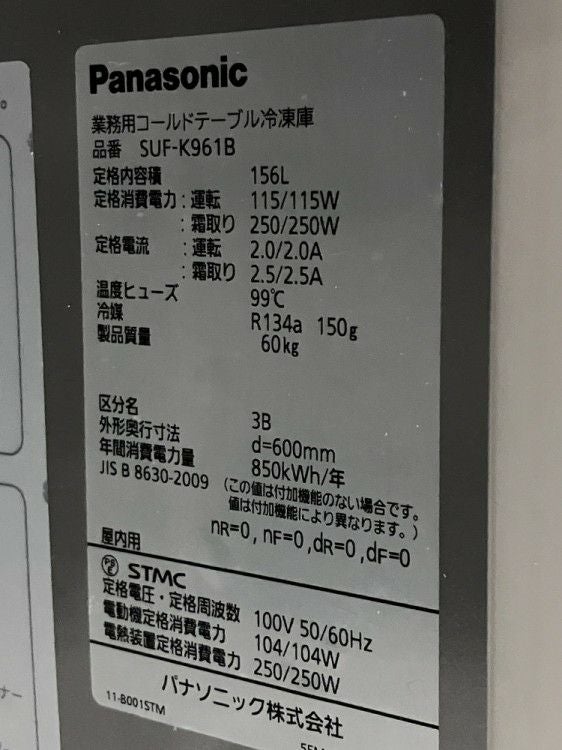 Panasonic
業務用コールドテーブル冷凍庫
品番 SUF-K961B
定格内容積 156L
定格消費電力：運転 115/115W
：霜取り 250/250W
定格電流 ：運転 2.0/2.0A
：霜取り 2.5/2.5A
温度ヒューズ 99℃
冷媒 R134a 150g
製品質量 60kg
区分名 3B
外形奥行寸法 d=600mm
年間消費電力量 850kWh/年
JIS B 8630-2009 (この値は付加機能のない場合です。
値は付加機能により異なります。)
nR=0, nF=0, dR=0, dF=0
屋内用
PSE STMC
定格電圧・定格周波数 100V 50/60Hz
電動機定格消費電力 104/104W
電熱装置定格消費電力 250/250W
パナソニック株式会社
11-B001STM
ナー